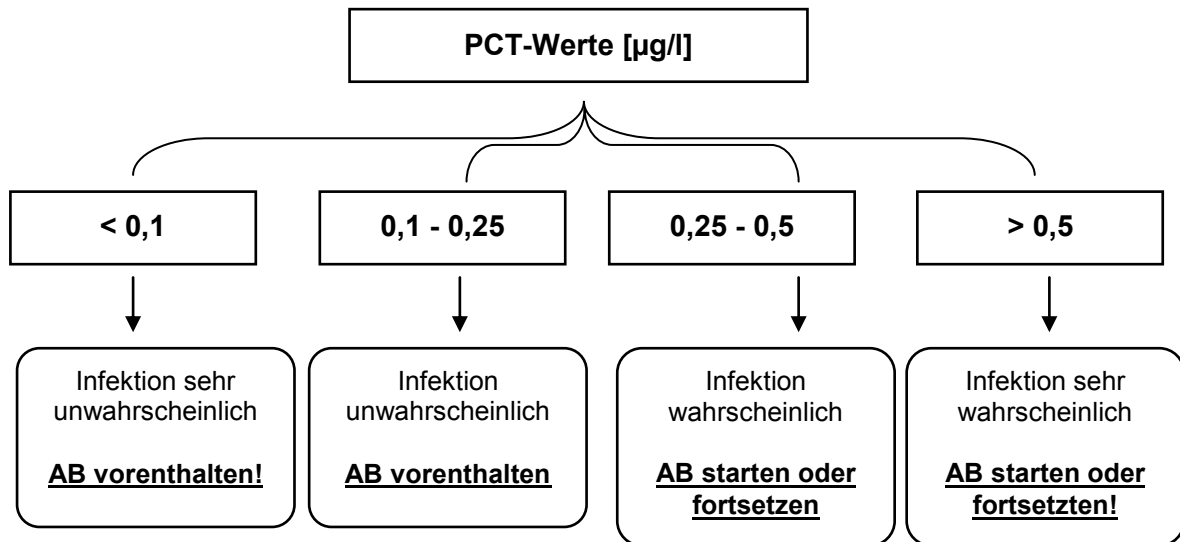 PCT-Werte [µg/l]
< 0,1
0,1 - 0,25
0,25 - 0,5
> 0,5
Infektion sehr
unwahrscheinlich
AB vorenthalten!
Infektion
unwahrscheinlich
AB vorenthalten
Infektion
wahrscheinlich
AB starten oder
fortsetzen
Infektion sehr
wahrscheinlich
AB starten oder
fortsetzten!